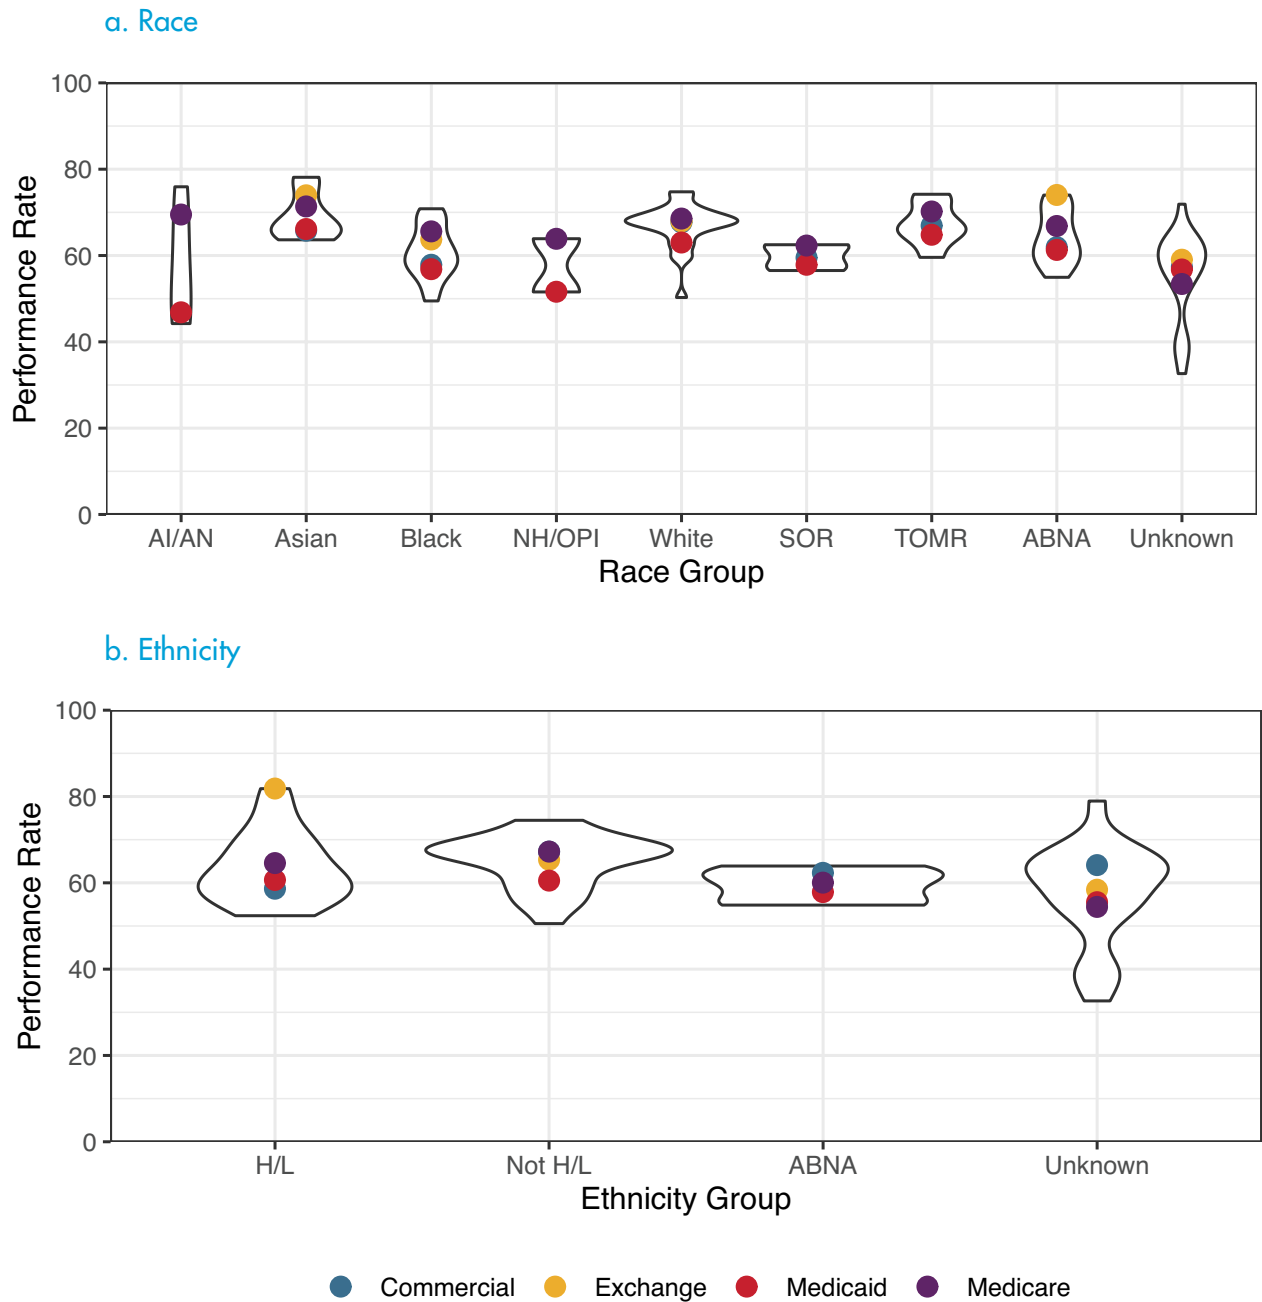 a. Race
Performance Rate
100
80
60
40
20
0
AI/AN Asian Black NH/OPI White SOR TOMR ABNA Unknown
Race Group
b. Ethnicity
Performance Rate
100
80
60
40
20
0
H/L Not H/L ABNA Unknown
Ethnicity Group
Commercial Exchange Medicaid Medicare